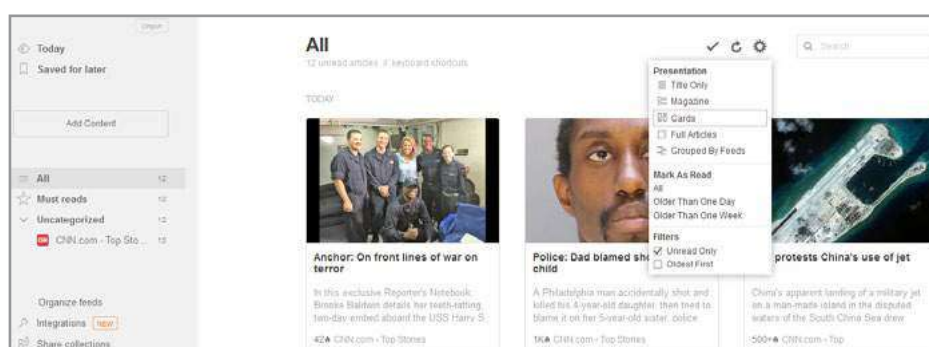 Logout
Today
Saved for later
Add Content
All 12
Must reads 12
Uncategorized 12
CNN CNN.com - Top Sto... 12
Organize feeds
Integrations NEW
Share collections
All
12 unread articles // keyboard shortcuts
Search
TODAY
Presentation
Title Only
Magazine
Cards
Full Articles
Grouped By Feeds
Mark As Read
All
Older Than One Day
Older Than One Week
Filters
Unread Only
Oldest First
Anchor: On front lines of war on
terror
In this exclusive Reporter's Notebook,
Brooke Baldwin details her teeth-rattling,
two-day embed aboard the USS Harry S.
42 CNN.com - Top Stories
Police: Dad blamed
child
A Philadelphia man accidentally shot and
killed his 4-year-old daughter, then tried to
blame it on her 5-year-old sister, police
1K CNN.com - Top Stories
protests China's use of jet
China's apparent landing of a military jet
on a man-made island in the disputed
waters of the South China Sea drew
500+ CNN.com - Top